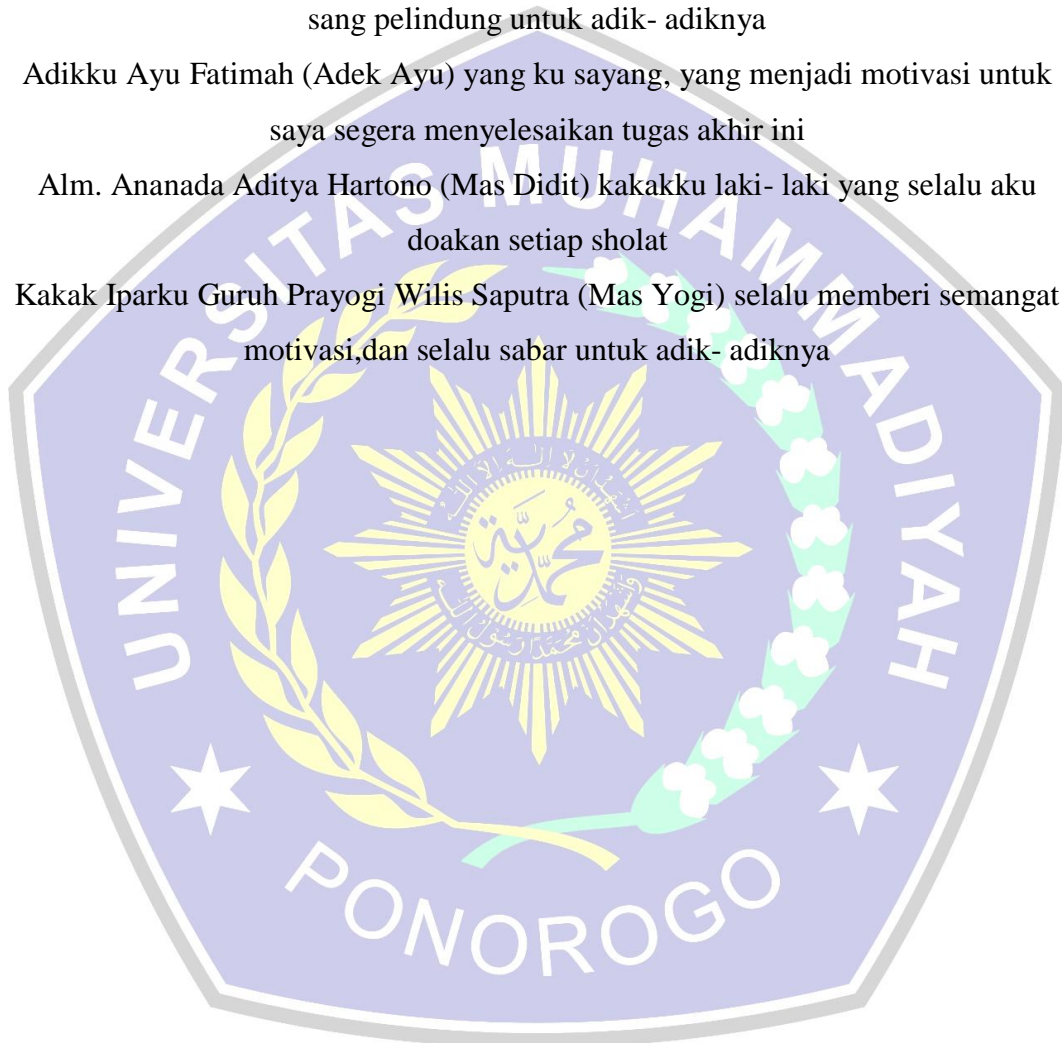 sang pelindung untuk adik- adiknya
Adikku Ayu Fatimah (Adek Ayu) yang ku sayang, yang menjadi motivasi untuk
saya segera menyelesaikan tugas akhir ini
Alm. Ananada Aditya Hartono (Mas Didit) kakakku laki- laki yang selalu aku
doakan setiap sholat
Kakak Iparku Guruh Prayogi Wilis Saputra (Mas Yogi) selalu memberi semangat
motivasi,dan selalu sabar untuk adik- adiknya
UNIVERSITAS MUHAMMADIYAH
PONOROGO
محمدية